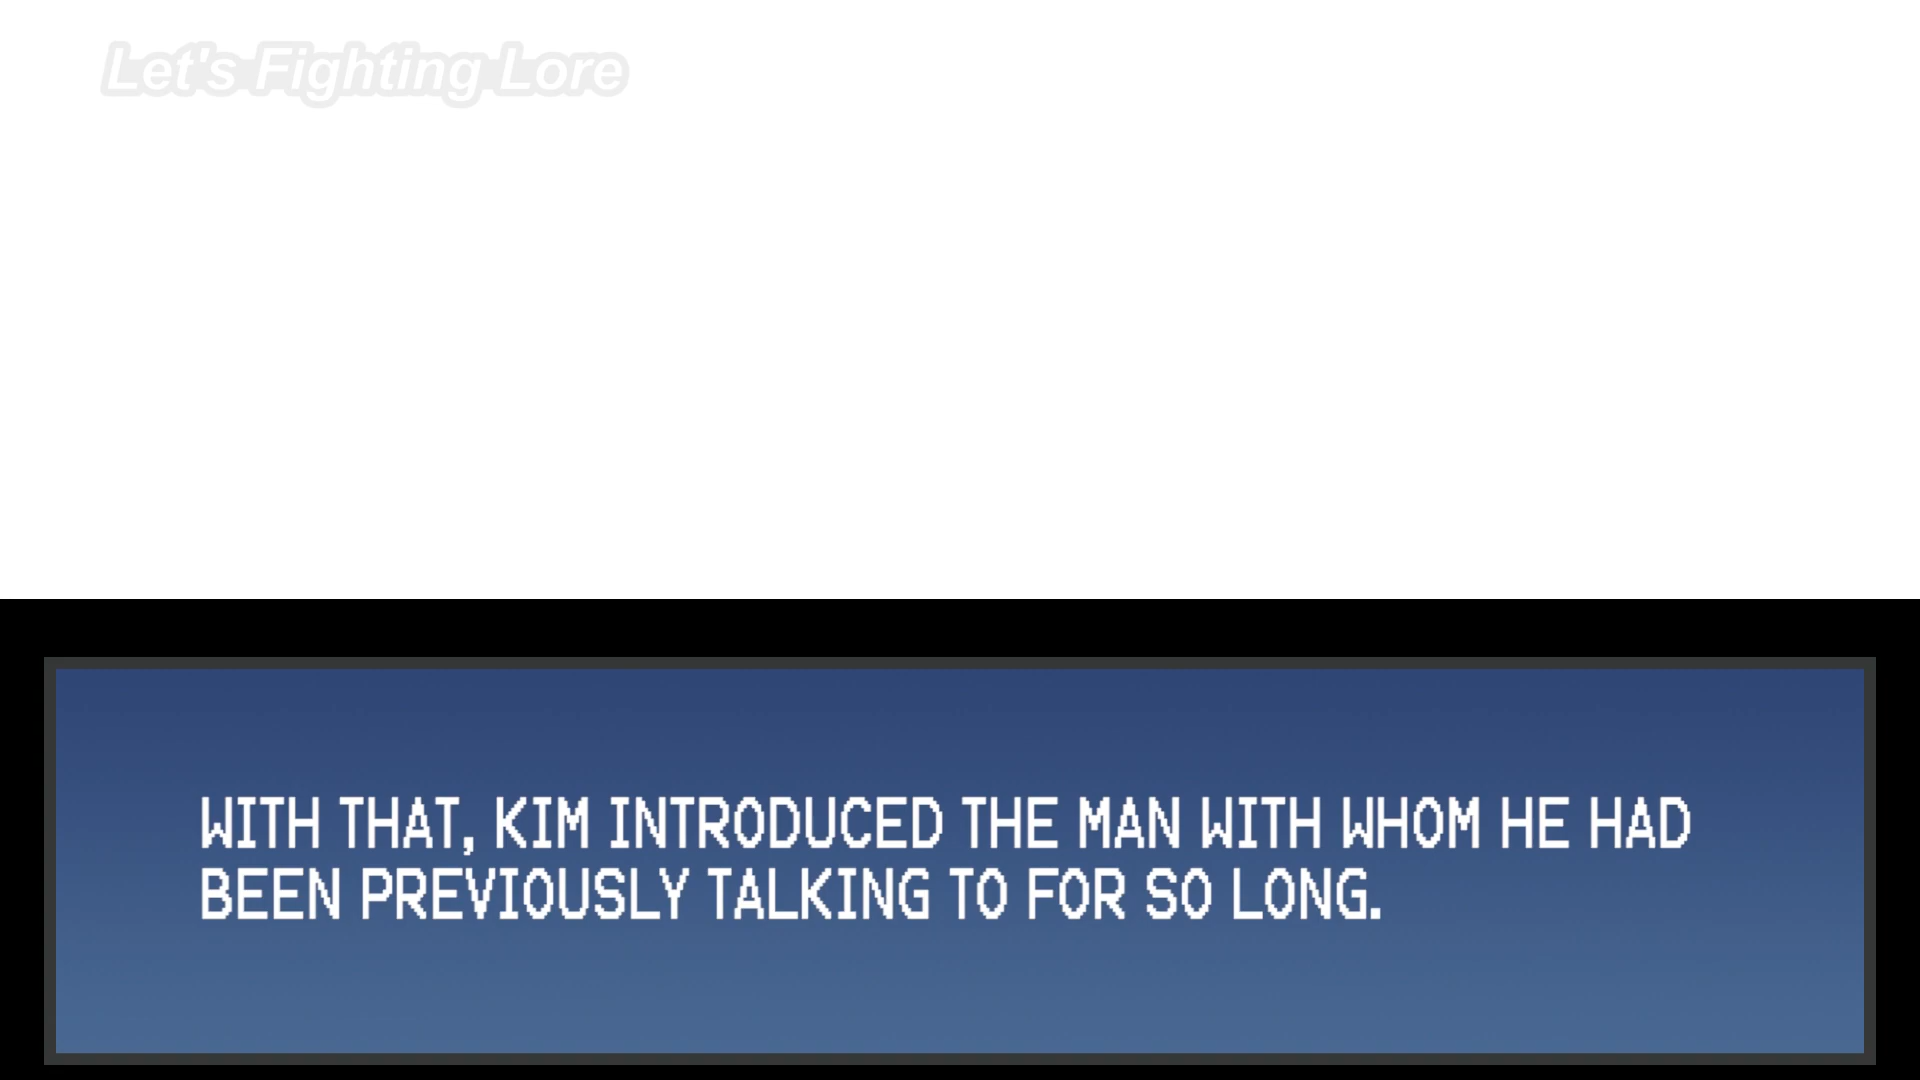 Let's Fighting Lore
WITH THAT, KIM INTRODUCED THE MAN WITH WHOM HE HAD
BEEN PREVIOUSLY TALKING TO FOR SO LONG.